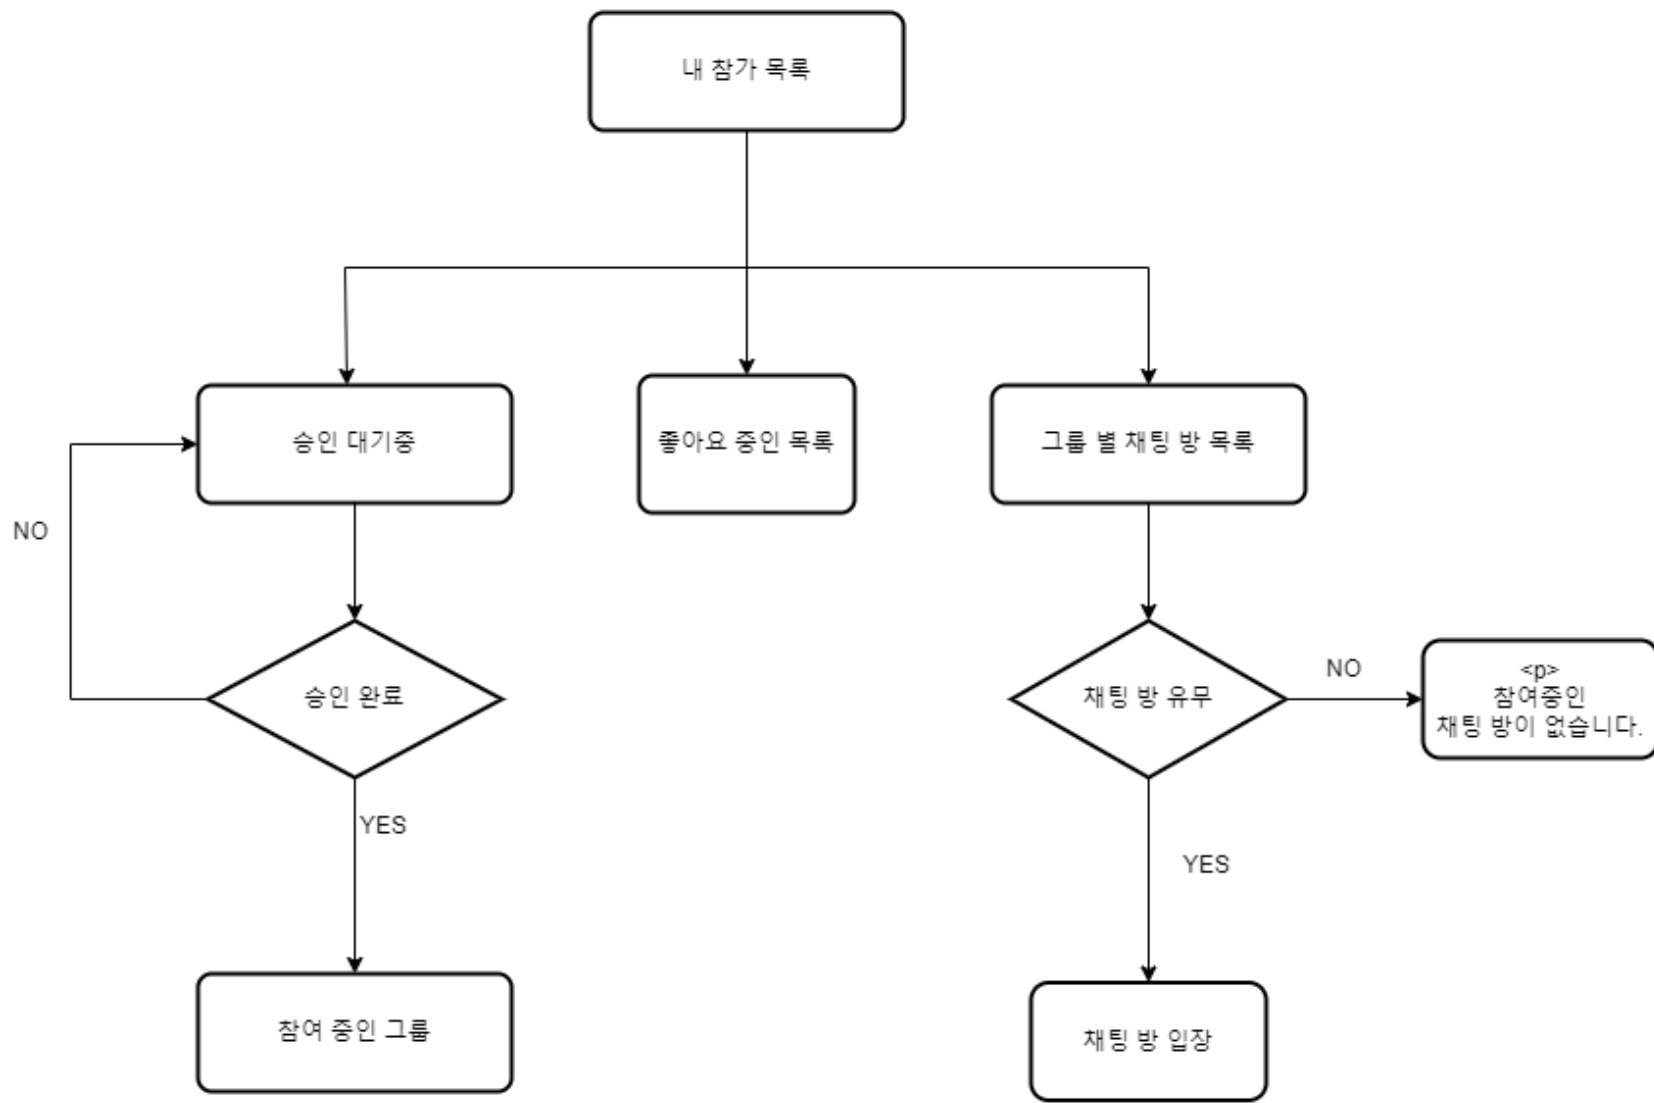 내 참가 목록
승인 대기중
좋아요 중인 목록
그룹 별 채팅 방 목록
NO
승인 완료
채팅 방 유무
NO
<p>
참여중인
채팅 방이 없습니다.
YES
YES
참여 중인 그룹
채팅 방 입장